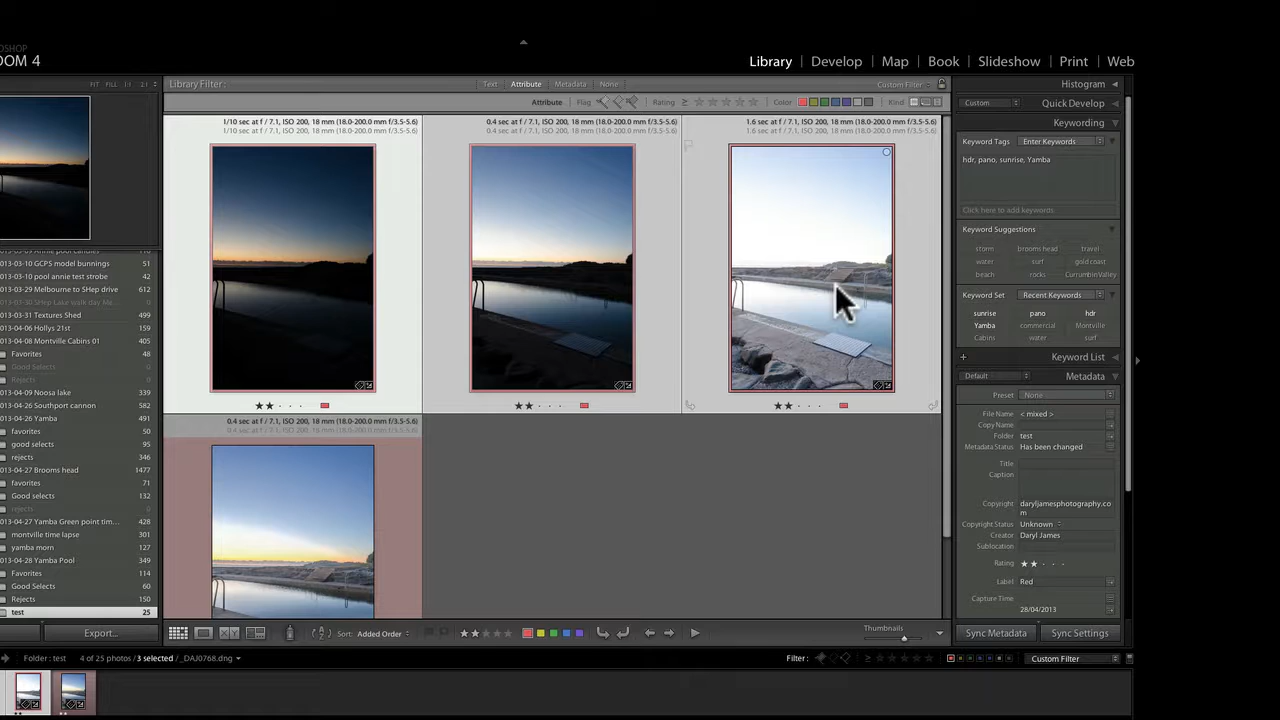 OSHOP
OOM 4
Library | Develop | Map | Book | Slideshow | Print | Web
FIT FILL 1:1 2:1
Library Filter: Text Attribute Metadata None Custom Filter
Histogram
Attribute Flag Rating ≥ Color Kind
Custom Quick Develop
1/10 sec at f / 7.1, ISO 200, 18 mm (18.0-200.0 mm f/3.5-5.6)
1/10 sec at f / 7.1, ISO 200, 18 mm (18.0-200.0 mm f/3.5-5.6)
0.4 sec at f / 7.1, ISO 200, 18 mm (18.0-200.0 mm f/3.5-5.6)
0.4 sec at f / 7.1, ISO 200, 18 mm (18.0-200.0 mm f/3.5-5.6)
1.6 sec at f / 7.1, ISO 200, 18 mm (18.0-200.0 mm f/3.5-5.6)
1.6 sec at f / 7.1, ISO 200, 18 mm (18.0-200.0 mm f/3.5-5.6)
0.4 sec at f / 7.1, ISO 200, 18 mm (18.0-200.0 mm f/3.5-5.6)
0.4 sec at f / 7.1, ISO 200, 18 mm (18.0-200.0 mm f/3.5-5.6)
013-03-10 GCPS model bunnings 51
013-03-10 pool annie test strobe 42
013-03-29 Melbourne to SHep drive 412
013-03-31 Textures Shed 499
013-04-06 Hollys 21st 109
013-04-08 Montville Cabins 01 405
Favorites 48
Good Selects
Rejects
013-04-09 Noosa lake 339
013-04-26 Southport cannon 582
013-04-26 Yamba 491
favorites 50
good selects 95
rejects 346
013-04-27 Brooms head 1477
favices 71
Good selects 132
rejects
013-04-27 Yamba Green point tim... 428
montville time lapse 301
yamba morn 127
013-04-28 Yamba Pool 349
Favorites 114
Good Selects 60
Rejects 175
test 25
Export...
Keywording
Keyword Tags Enter Keywords
hdr, pano, sunrise, Yamba
Click here to add keywords
Keyword Suggestions
storm brooms head travel
water surf gold coast
beach rocks Currumbin Valley
Keyword Set Recent Keywords
sunrise pano hdr
Yamba commercial Montville
Cabins water surf
Keyword List
Default Metadata
Preset None
File Name < mixed >
Copy Name
Folder test
Metadata Status Has been changed
Title
Caption
Copyright daryljamesphotography.co
m
Copyright Status Unknown
Creator Daryl James
Sublocation
Rating
Label Red
Capture Time
28/04/2013
Sync Metadata Sync Settings
Sort: Added Order
Thumbnails
Folder : test 4 of 25 photos / 3 selected / _DAJ0768.dng
Filter : Custom Filter